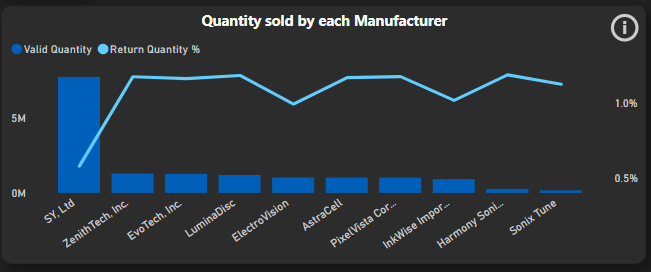 Quantity sold by each Manufacturer
Valid Quantity Return Quantity %
5M
0M
1.0%
0.5%
SY, Ltd
ZenithTech, Inc.
EvoTech, Inc.
LuminaDisc
ElectroVision
AstraCell
PixelVista Cor...
InkWise Impor...
Harmony Soni...
Sonix Tune